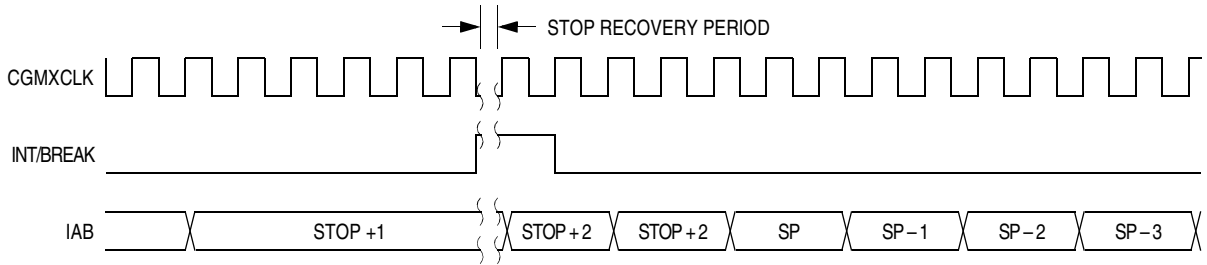 STOP RECOVERY PERIOD
CGMXCLK
INT/BREAK
IAB STOP +1 STOP + 2 STOP + 2 SP SP – 1 SP – 2 SP – 3